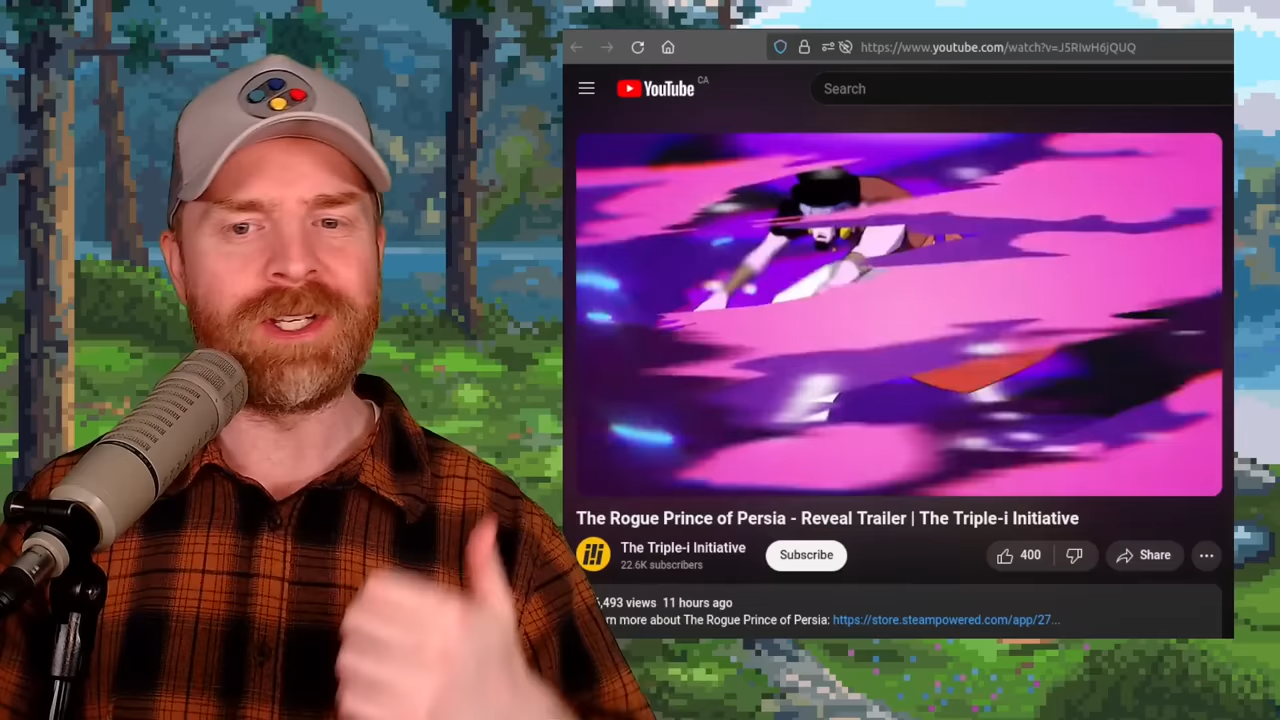 https://www.youtube.com/watch?v=J5RIwH6jQUQ
YouTube CA
Search
The Rogue Prince of Persia - Reveal Trailer | The Triple-i Initiative
The Triple-i Initiative
22.6K subscribers
Subscribe
400
Share
,493 views 11 hours ago
rn more about The Rogue Prince of Persia: https://store.steampowered.com/app/27...